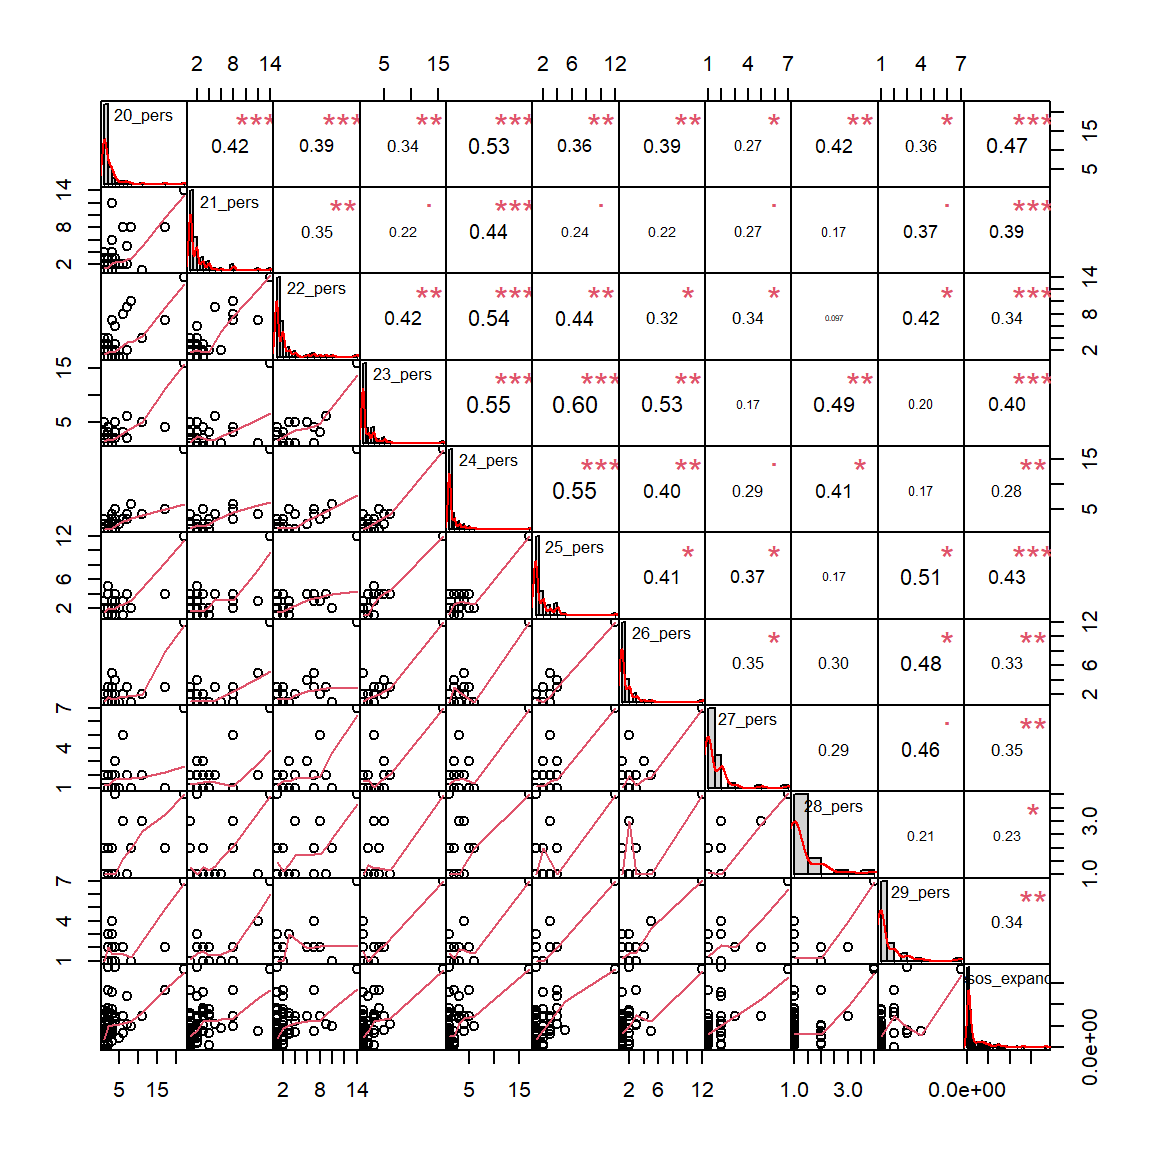 2 8 14 5 15 2 6 12 1 4 7 1 4 7
20_pers *** *** ** *** ** ** * ** * ***
0.42 0.39 0.34 0.53 0.36 0.39 0.27 0.42 0.36 0.47
5 15
2 8 14
21_pers ** . *** . . . ***
0.35 0.22 0.44 0.24 0.22 0.27 0.17 0.37 0.39
22_pers ** *** ** * * * ***
0.42 0.54 0.44 0.32 0.34 0.097 0.42 0.34
2 8 14
5 15
23_pers *** *** ** ** ***
0.55 0.60 0.53 0.17 0.49 0.20 0.40
24_pers *** ** . * **
0.55 0.40 0.29 0.41 0.17 0.28
5 15
2 6 12
25_pers * * * ***
0.41 0.37 0.17 0.51 0.43
26_pers * * **
0.35 0.30 0.48 0.33
2 6 12
1 4 7
27_pers . **
0.29 0.46 0.35
28_pers *
0.21 0.23
1.0 3.0
1 4 7
29_pers **
0.34
sos_expand
0.0e+00
5 15 2 8 14 5 15 2 6 12 1.0 3.0 0.0e+00